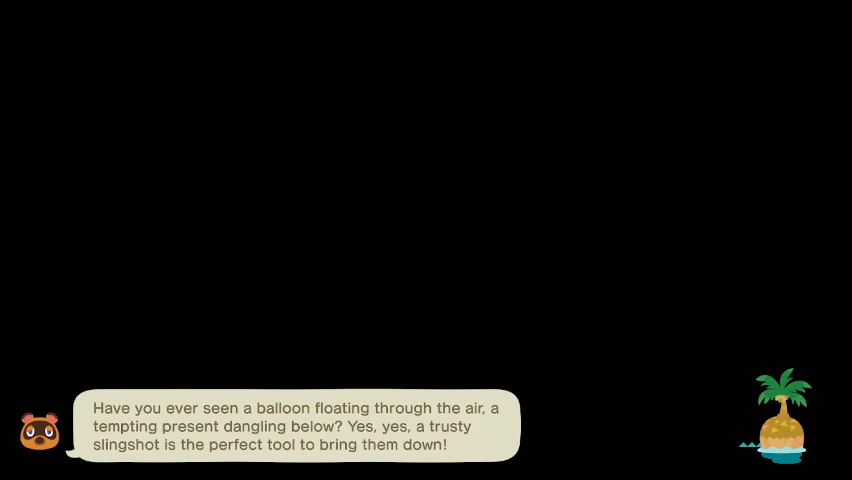 Have you ever seen a balloon floating through the air, a
tempting present dangling below? Yes, yes, a trusty
slingshot is the perfect tool to bring them down!